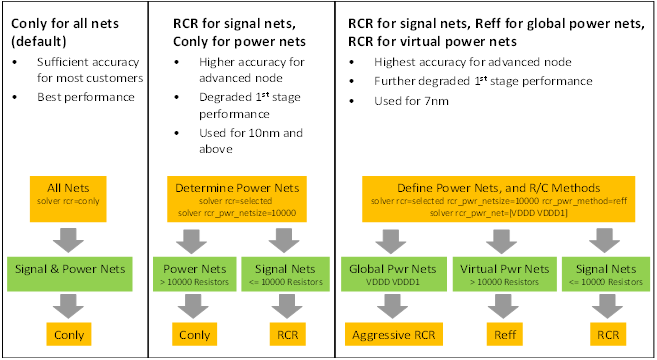 Conly for all nets
(default)
• Sufficient accuracy
for most customers
• Best performance
All Nets
solver rcr=conly
Signal & Power Nets
Conly
RCR for signal nets,
Conly for power nets
• Higher accuracy for
advanced node
• Degraded 1st stage
performance
• Used for 10nm and
above
Determine Power Nets
solver rcr=selected
solver rcr_pwr_netsize=10000
Power Nets
> 10000 Resistors
Signal Nets
<= 10000 Resistors
Conly
RCR
RCR for signal nets, Reff for global power nets,
RCR for virtual power nets
• Highest accuracy for advanced node
• Further degraded 1st stage performance
• Used for 7nm
Define Power Nets, and R/C Methods
solver rcr=selected rcr_pwr_netsize=10000 rcr_pwr_method=reff
solver rcr_pwr_net=[VDDD VDDD1]
Global Pwr Nets
VDDD VDDD1
Virtual Pwr Nets
> 10000 Resistors
Signal Nets
<= 10000 Resistors
Aggressive RCR
Reff
RCR